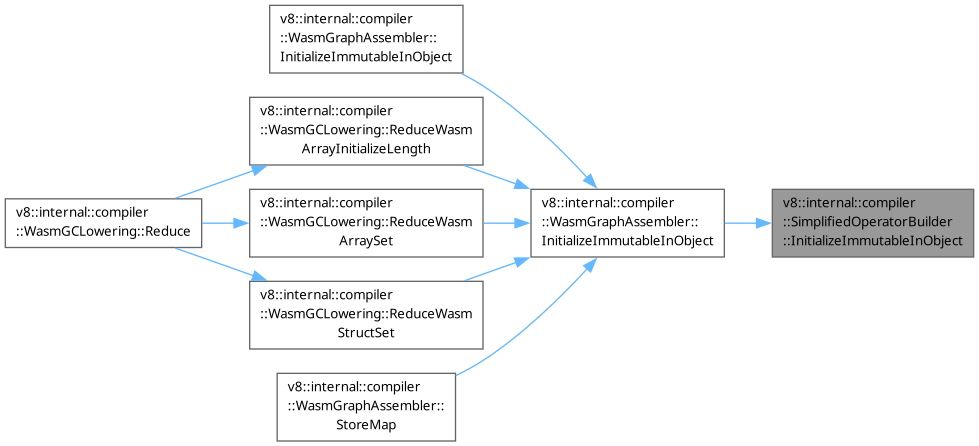 v8::internal::compiler
::WasmGraphAssembler::
InitializeImmutableInObject
v8::internal::compiler
::WasmGCLowering::ReduceWasm
ArrayInitializeLength
v8::internal::compiler
::WasmGCLowering::Reduce
v8::internal::compiler
::WasmGCLowering::ReduceWasm
ArraySet
v8::internal::compiler
::WasmGraphAssembler::
InitializeImmutableInObject
v8::internal::compiler
::SimplifiedOperatorBuilder
::InitializeImmutableInObject
v8::internal::compiler
::WasmGCLowering::ReduceWasm
StructSet
v8::internal::compiler
::WasmGraphAssembler::
StoreMap